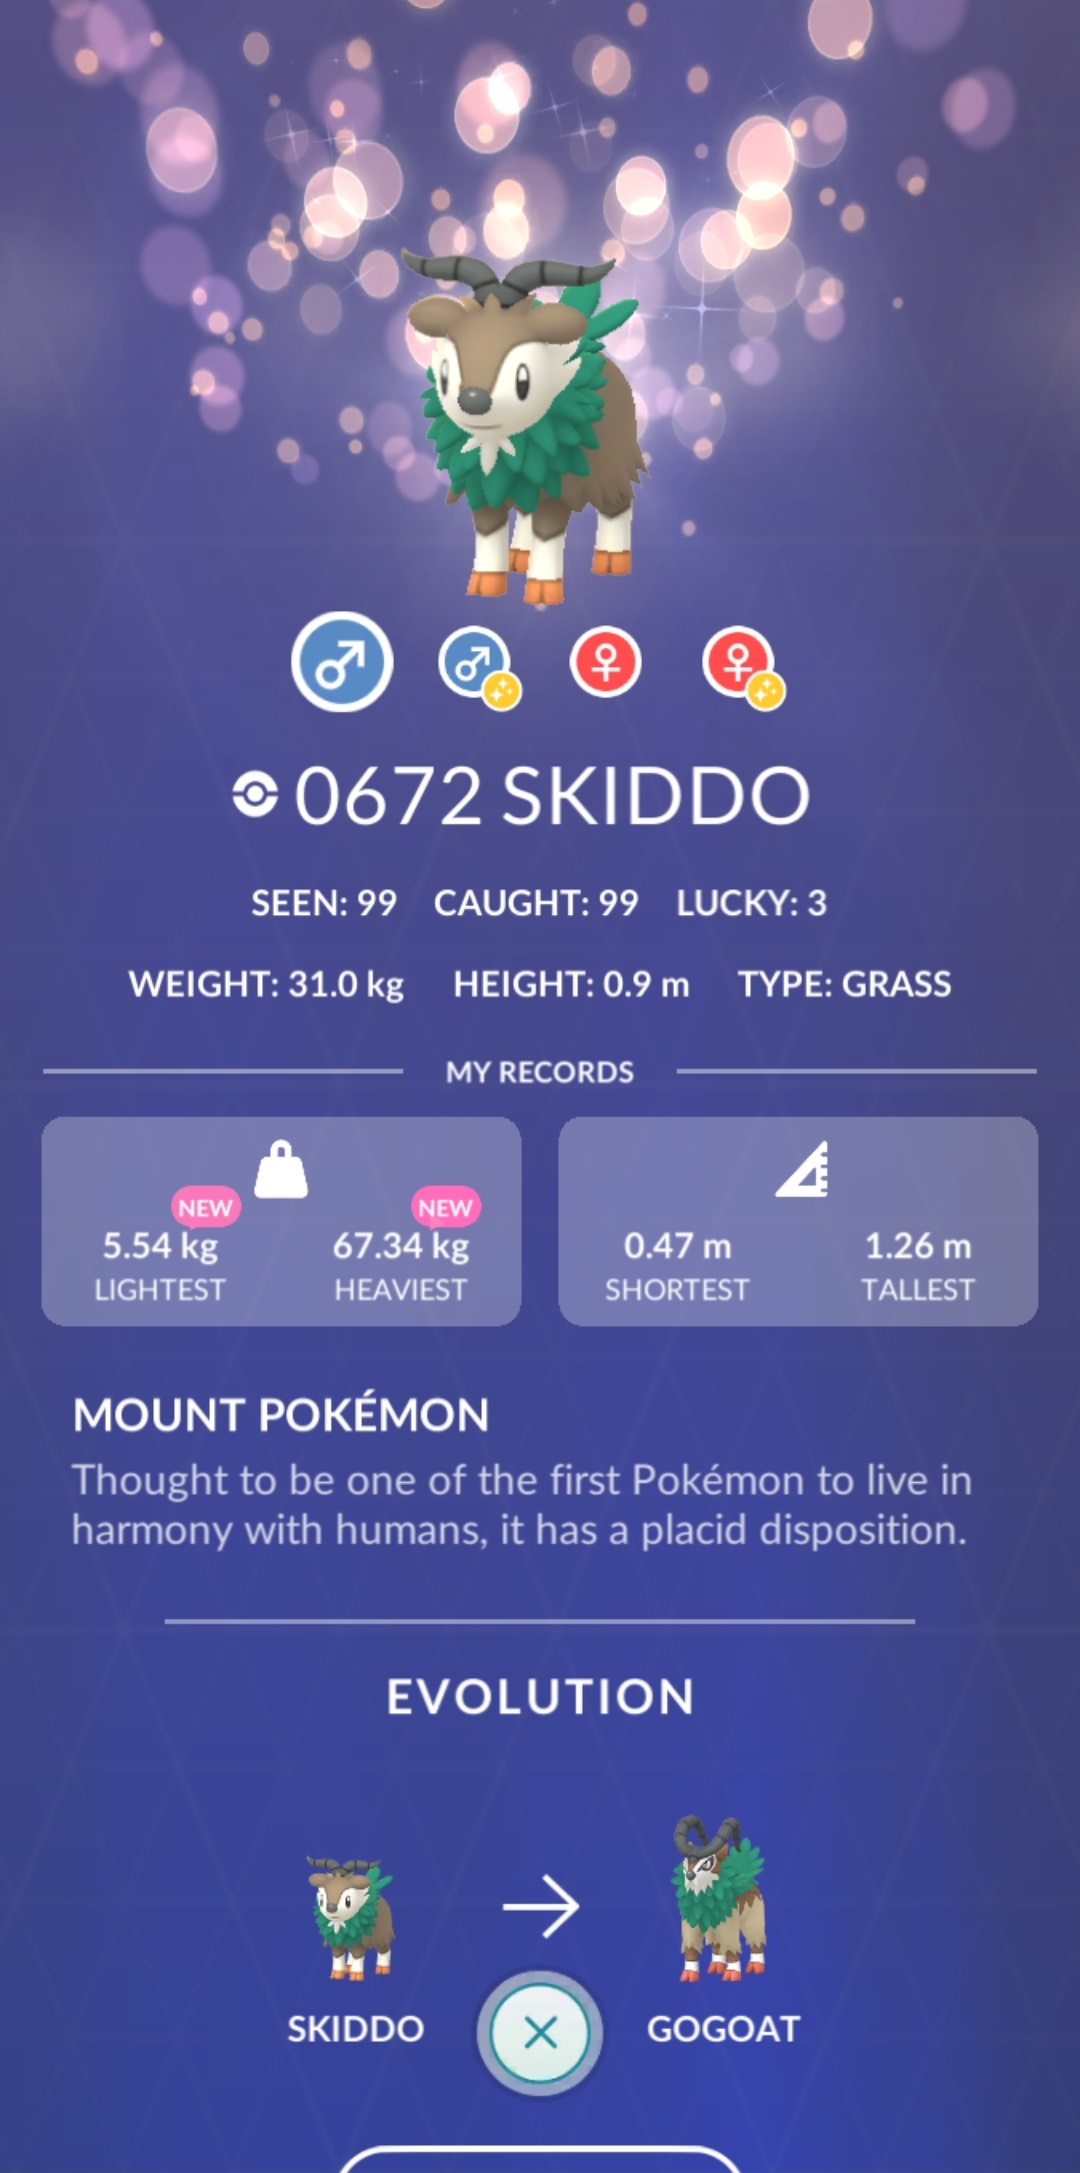 0672 SKIDDO
SEEN: 99 CAUGHT: 99 LUCKY: 3
WEIGHT: 31.0 kg HEIGHT: 0.9 m TYPE: GRASS
MY RECORDS
NEW NEW
5.54 kg 67.34 kg 0.47 m 1.26 m
LIGHTEST HEAVIEST SHORTEST TALLEST
MOUNT POKÉMON
Thought to be one of the first Pokémon to live in
harmony with humans, it has a placid disposition.
EVOLUTION
SKIDDO GOGOAT